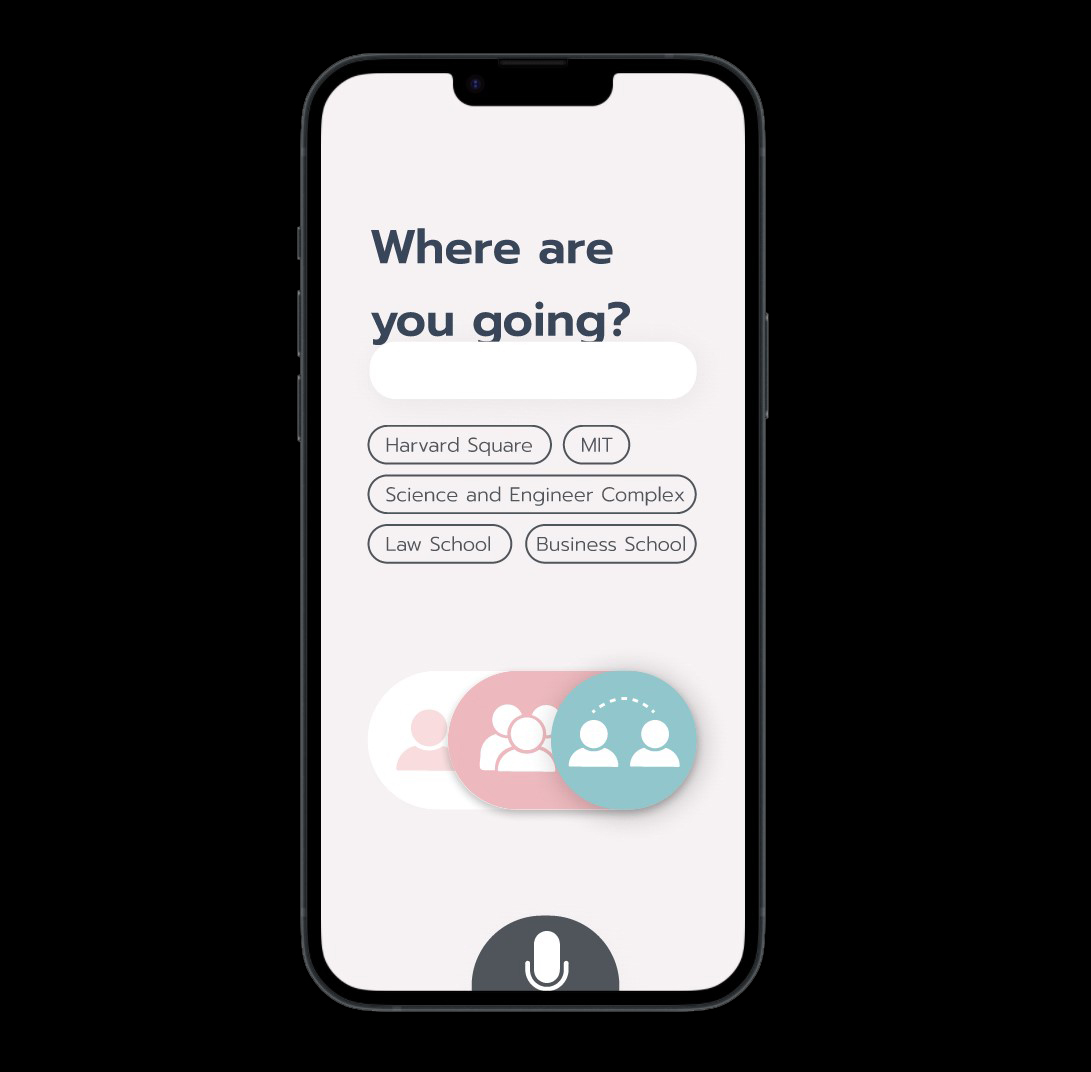 Where are
you going?
Harvard Square
MIT
Science and Engineer Complex
Law School
Business School